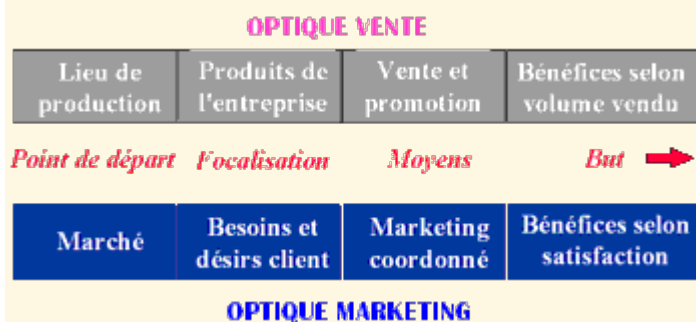 OPTIQUE VENTE
Lieu de production
Produits de l'entreprise
Vente et promotion
Bénéfices selon volume vendu
Point de départ Focalisation Moyens But
Marché
Besoins et désirs client
Marketing coordonné
Bénéfices selon satisfaction
OPTIQUE MARKETING